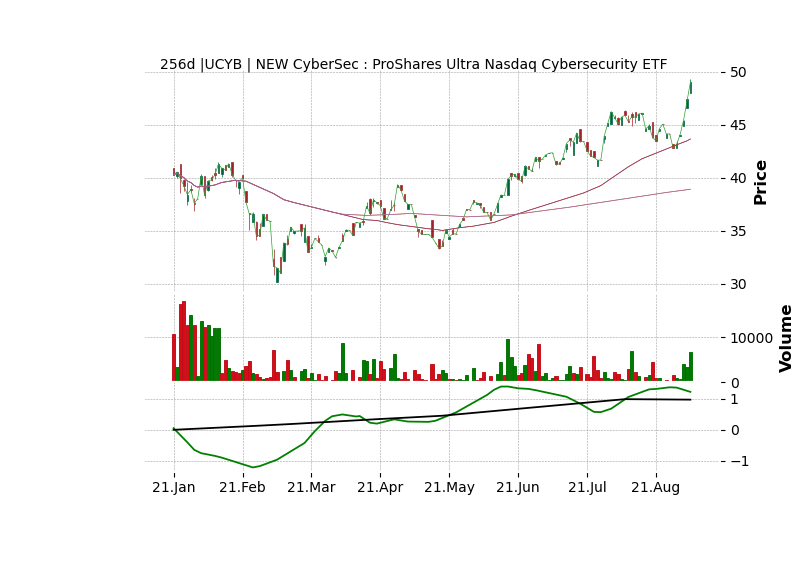 256d |UCYB | NEW CyberSec : ProShares Ultra Nasdaq Cybersecurity ETF
50
45
40
35
30
Price
10000
0
Volume
1
0
−1
21.Jan 21.Feb 21.Mar 21.Apr 21.May 21.Jun 21.Jul 21.Aug